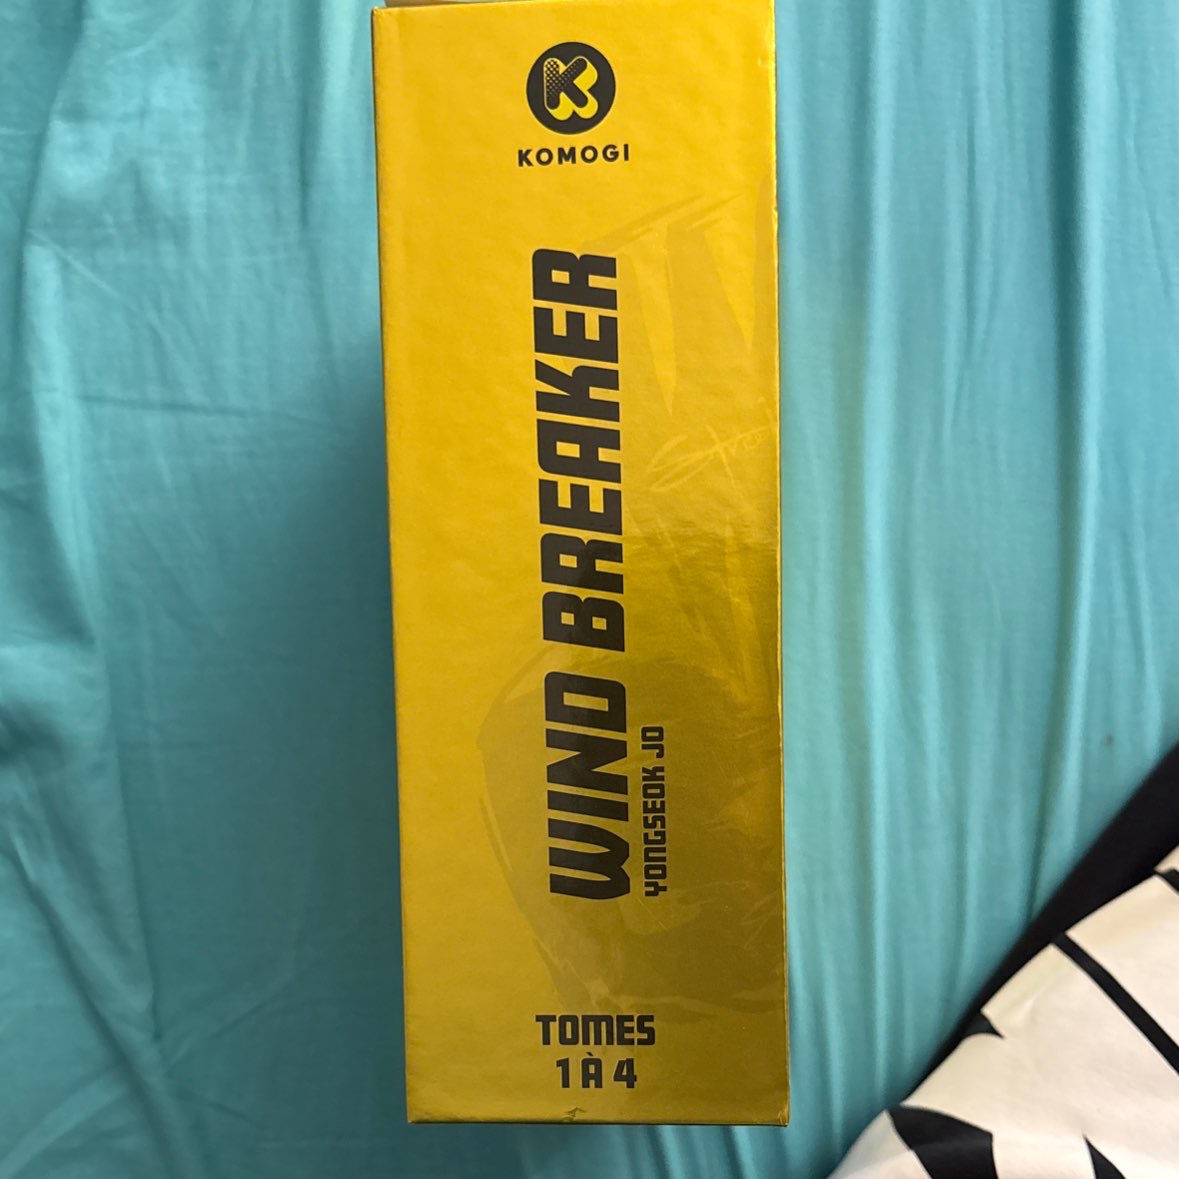 K
KOMOGI
WIND BREAKER
YONGSEOK JO
TOMES
1 À 4